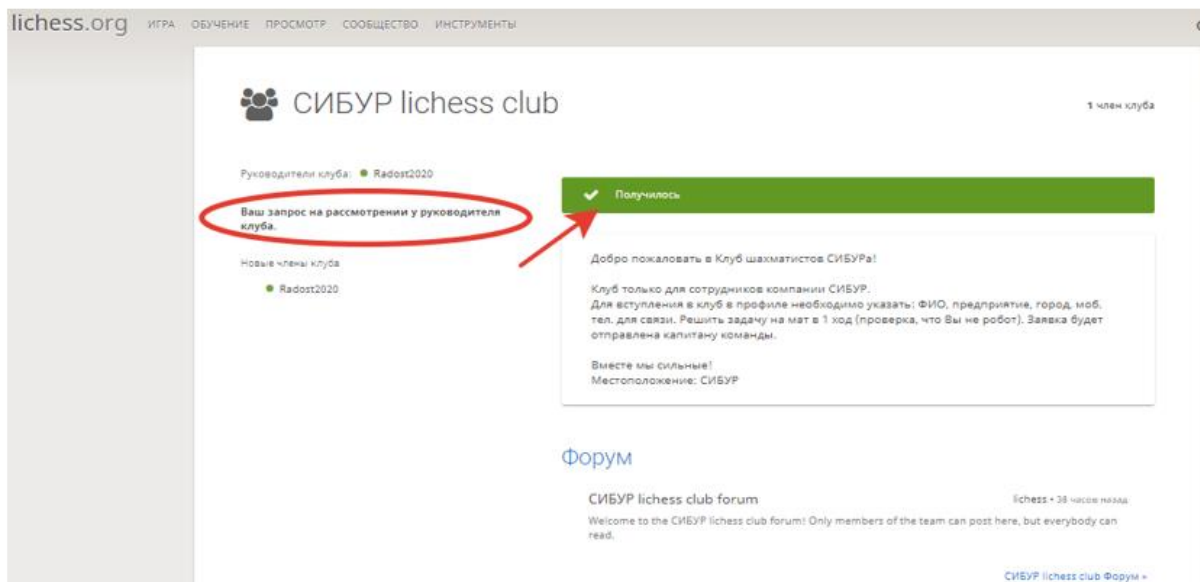 lichess.org ИГРА ОБУЧЕНИЕ ПРОСМОТР СООБЩЕСТВО ИНСТРУМЕНТЫ
СИБУР lichess club
1 член клуба
Руководители клуба: Radost2020
Ваш запрос на рассмотрении у руководителя
клуба.
Новые члены клуба
Radost2020
Получилось
Добро пожаловать в Клуб шахматистов СИБУРа!
Клуб только для сотрудников компании СИБУР.
Для вступления в клуб в профиле необходимо указать: ФИО, предприятие, город, моб.
тел. для связи. Решить задачу на мат в 1 ход (проверка, что Вы не робот). Заявка будет
отправлена капитану команды.
Вместе мы сильные!
Местоположение: СИБУР
Форум
СИБУР lichess club forum
lichess • 38 часов назад
Welcome to the СИБУР lichess club forum! Only members of the team can post here, but everybody can
read.
СИБУР lichess club Форум »